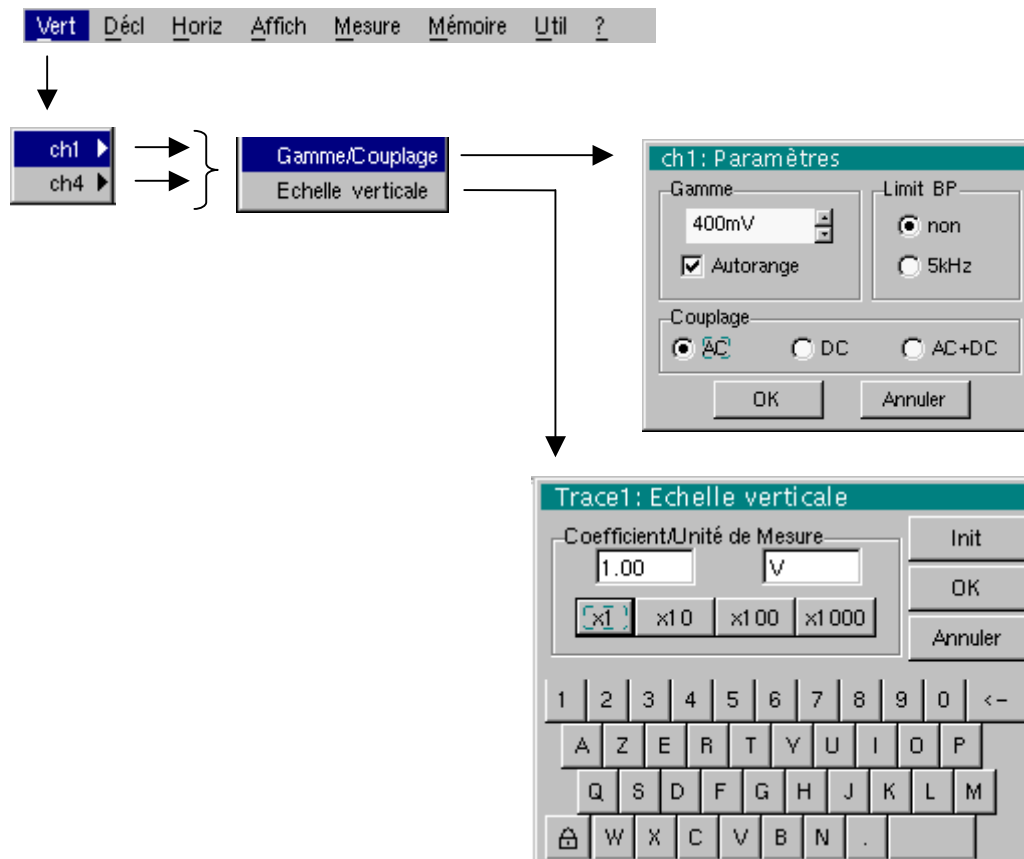 Vert Décl Horiz Affich Mesure Mémoire Util ?
ch1
ch4
Gamme/Couplage
Echelle verticale
ch1: Paramètres
Gamme
400mV
Autorange
Limit BP
non
5kHz
Couplage
AC DC AC+DC
OK Annuler
Trace1: Echelle verticale
Coefficient/Unité de Mesure
1.00 V
x1 x10 x100 x1000
Init
OK
Annuler
1 2 3 4 5 6 7 8 9 0 <-
A Z E R T Y U I O P
Q S D F G H J K L M
W X C V B N .